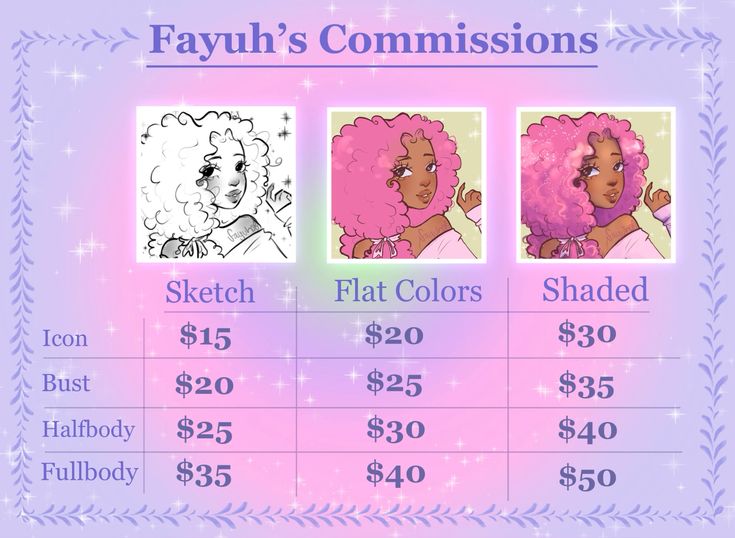 Fayuh's Commissions
Sketch Flat Colors Shaded
Icon $15 $20 $30
Bust $20 $25 $35
Halfbody $25 $30 $40
Fullbody $35 $40 $50